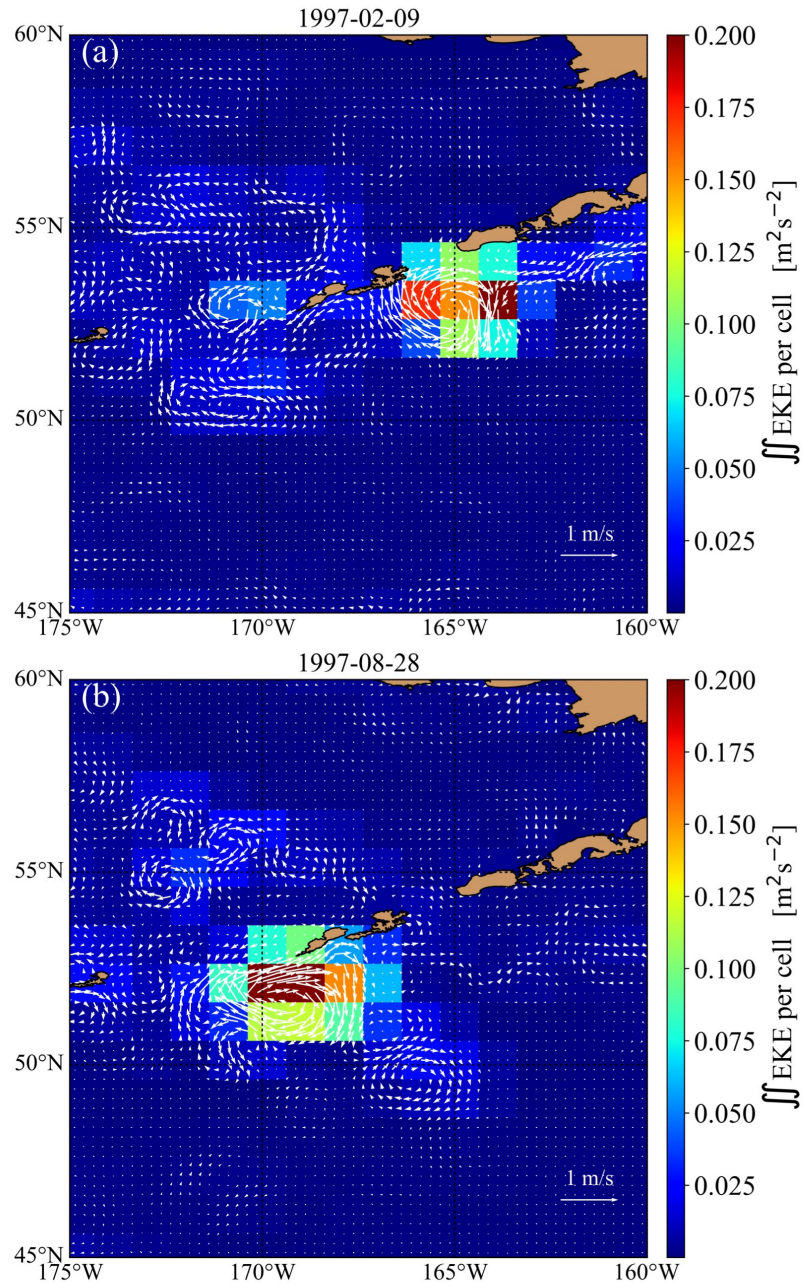 1997-02-09
(a)
60°N
55°N
50°N
45°N
175°W 170°W 165°W 160°W
1 m/s
0.200
0.175
0.150
0.125
0.100
0.075
0.050
0.025
∬EKE per cell [m²s⁻²]
1997-08-28
(b)
60°N
55°N
50°N
45°N
175°W 170°W 165°W 160°W
1 m/s
0.200
0.175
0.150
0.125
0.100
0.075
0.050
0.025
∬EKE per cell [m²s⁻²]